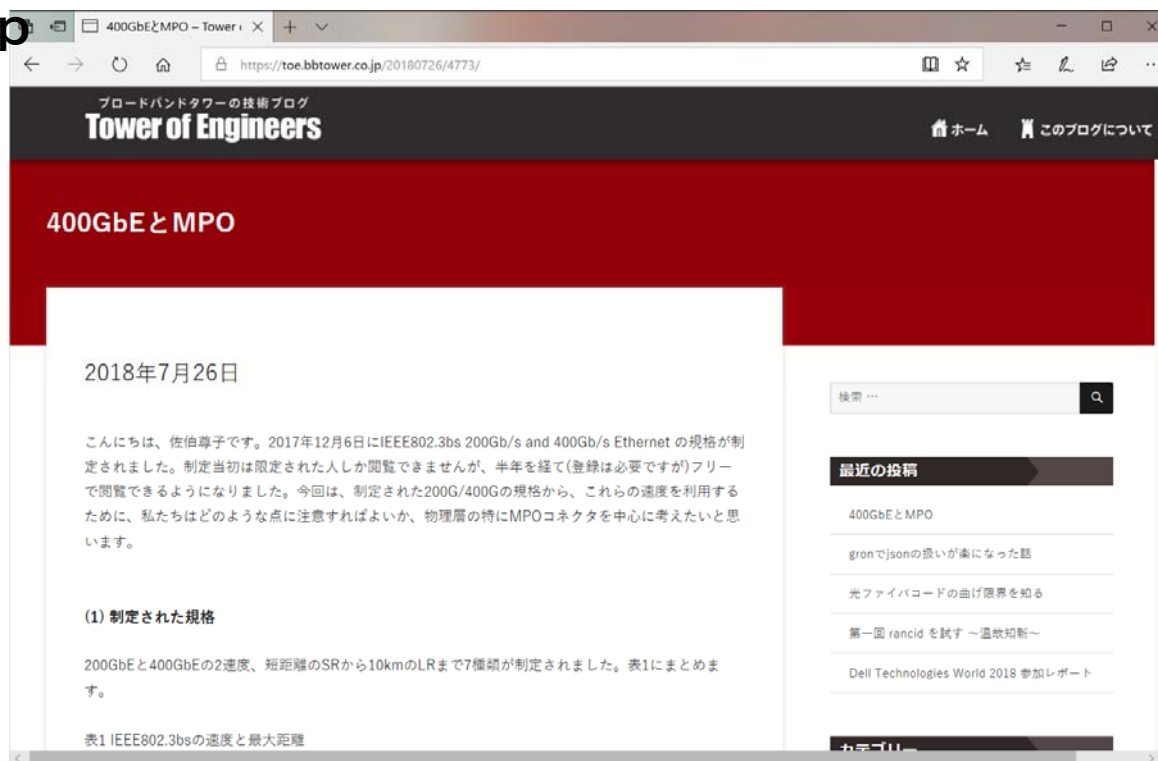 p
400GbEとMPO – Tower
https://toe.bbtower.co.jp/20180726/4773/
ブロードバンドタワーの技術ブログ
Tower of Engineers
ホーム
このブログについて
400GbEとMPO
2018年7月26日
こんにちは、佐伯尊子です。2017年12月6日にIEEE802.3bs 200Gb/s and 400Gb/s Ethernet の規格が制
定されました。制定当初は限定された人しか閲覧できませんが、半年を経て(登録は必要ですが)フリー
で閲覧できるようになりました。今回は、制定された200G/400Gの規格から、これらの速度を利用する
ために、私たちはどのような点に注意すればよいか、物理層の特にMPOコネクタを中心に考えたいと思
います。
(1) 制定された規格
200GbEと400GbEの2速度、短距離のSRから10kmのLRまで7種類が制定されました。表1にまとめま
す。
表1 IEEE802.3bsの速度と最大距離
検索 …
最近の投稿
400GbEとMPO
gronでjsonの扱いが楽になった話
光ファイバコードの曲げ限界を知る
第一回 rancid を試す ～温故知新～
Dell Technologies World 2018 参加レポート
カテゴリー